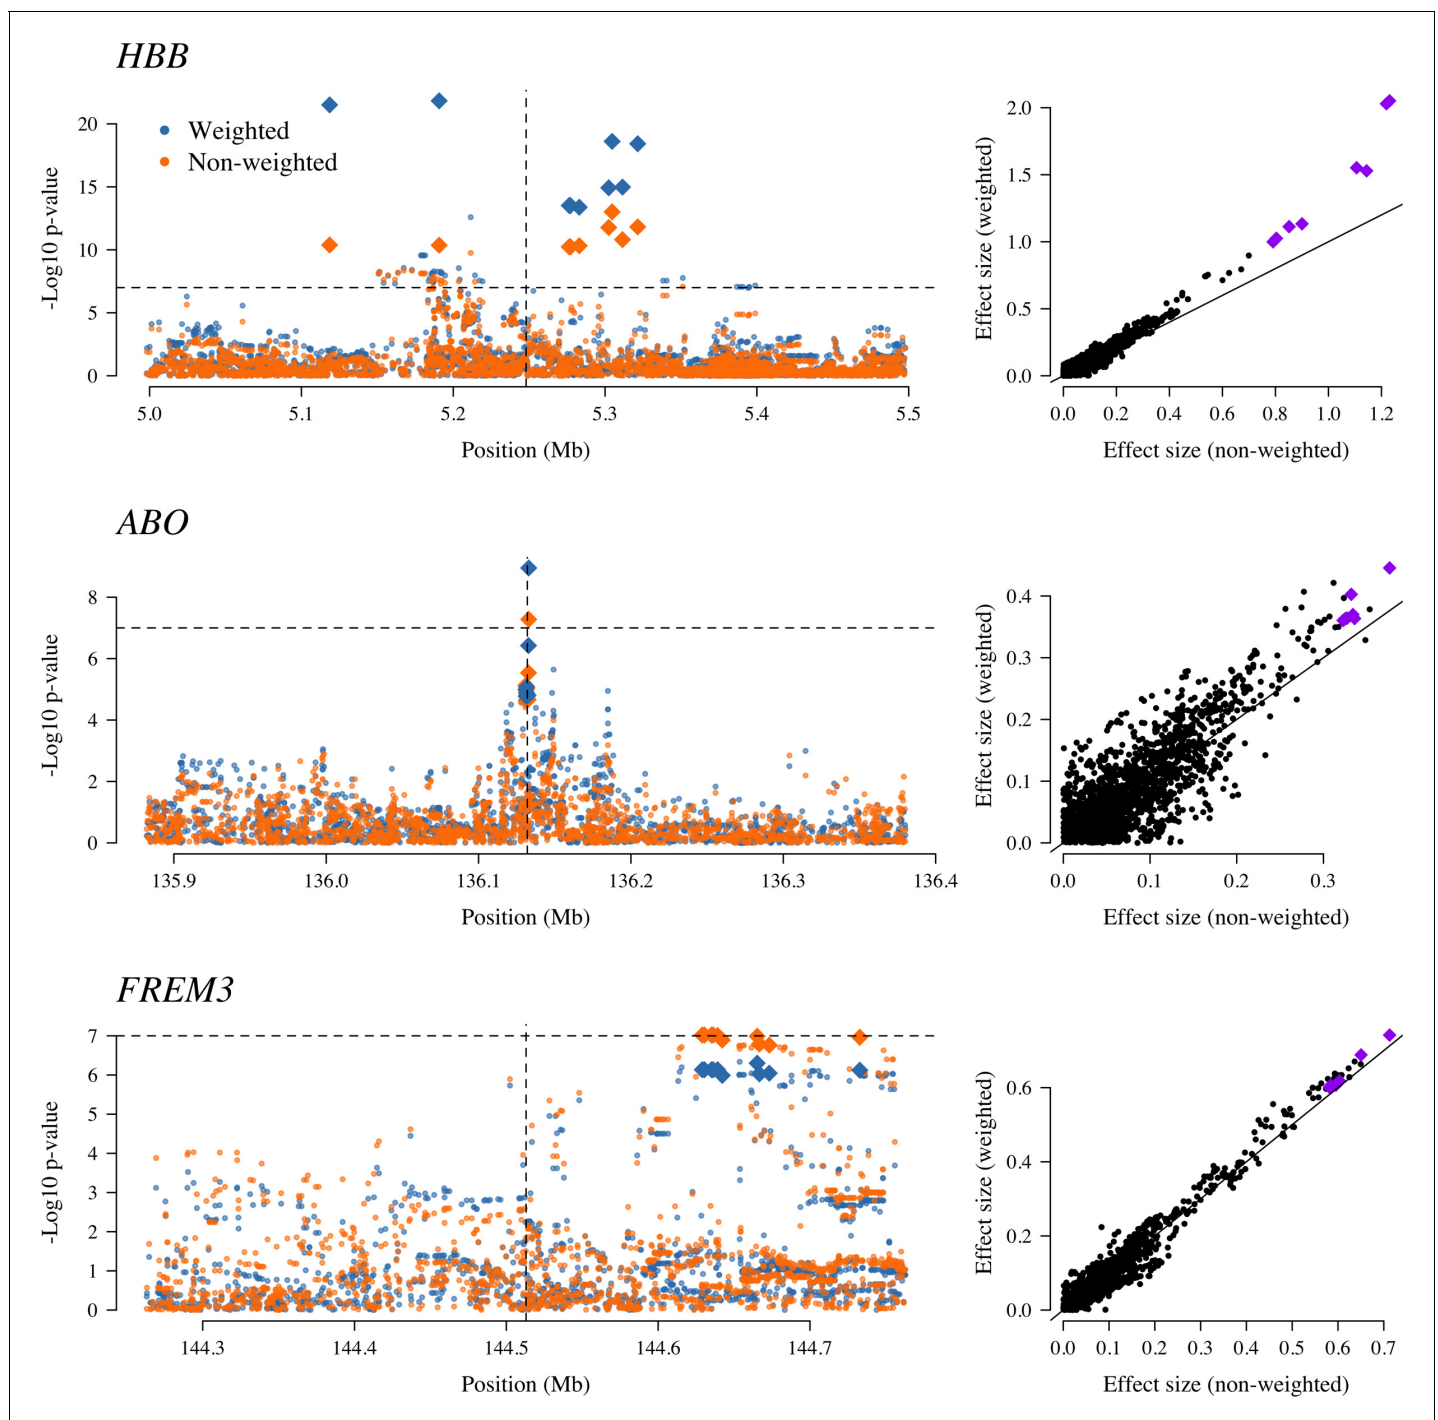 HBB
Weighted
Non-weighted
-Log10 p-value
20
15
10
5
0
5.0 5.1 5.2 5.3 5.4 5.5
Position (Mb)
Effect size (weighted)
2.0
1.5
1.0
0.5
0.0
0.0 0.2 0.4 0.6 0.8 1.0 1.2
Effect size (non-weighted)
ABO
-Log10 p-value
8
6
4
2
0
135.9 136.0 136.1 136.2 136.3 136.4
Position (Mb)
Effect size (weighted)
0.4
0.3
0.2
0.1
0.0
0.0 0.1 0.2 0.3
Effect size (non-weighted)
FREM3
-Log10 p-value
7
6
5
4
3
2
1
0
144.3 144.4 144.5 144.6 144.7
Position (Mb)
Effect size (weighted)
0.6
0.4
0.2
0.0
0.0 0.1 0.2 0.3 0.4 0.5 0.6 0.7
Effect size (non-weighted)